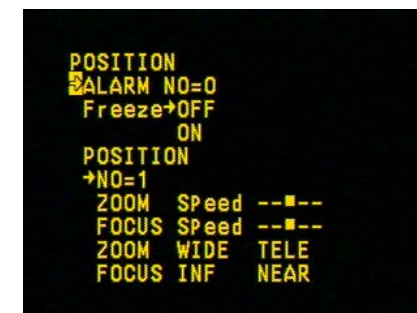 POSITION
→ALARM NO=0
Freeze→OFF
ON
POSITION
→NO=1
ZOOM SPeed --■--
FOCUS SPeed --■--
ZOOM WIDE TELE
FOCUS INF NEAR